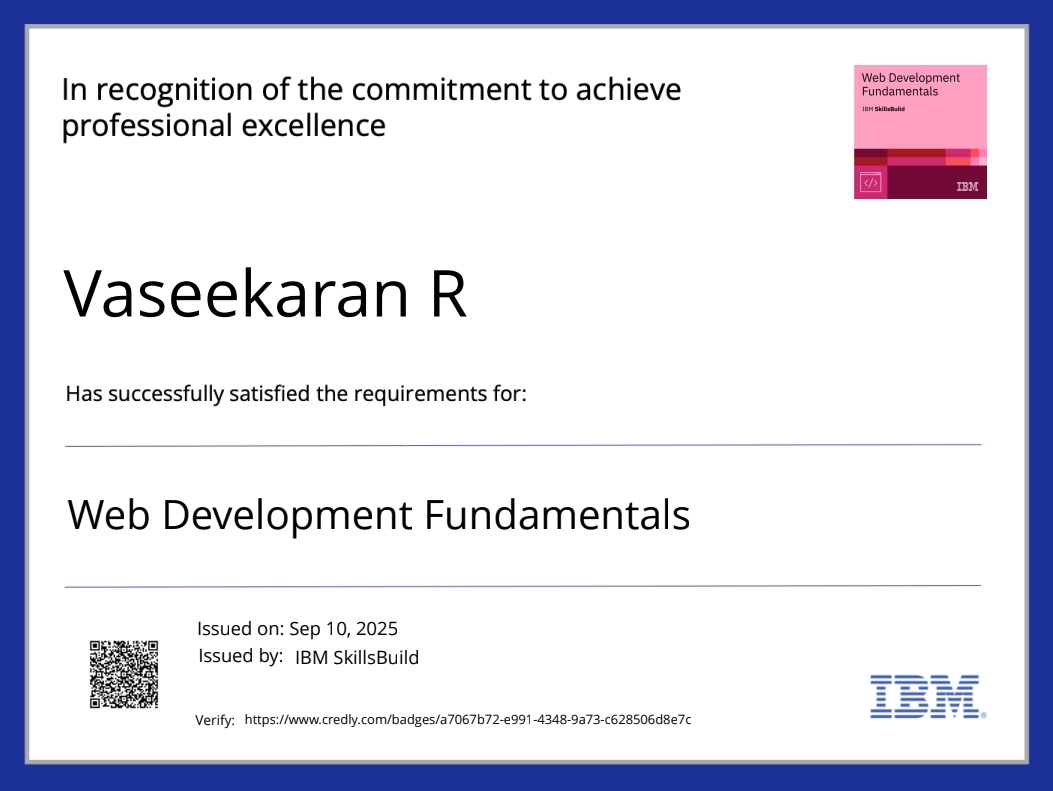 In recognition of the commitment to achieve
professional excellence
Web Development
Fundamentals
IBM SkillsBuild
</>
IBM
Vaseekaran R
Has successfully satisfied the requirements for:
Web Development Fundamentals
Issued on: Sep 10, 2025
Issued by: IBM SkillsBuild
Verify: https://www.credly.com/badges/a7067b72-e991-4348-9a73-c628506d8e7c
IBM®